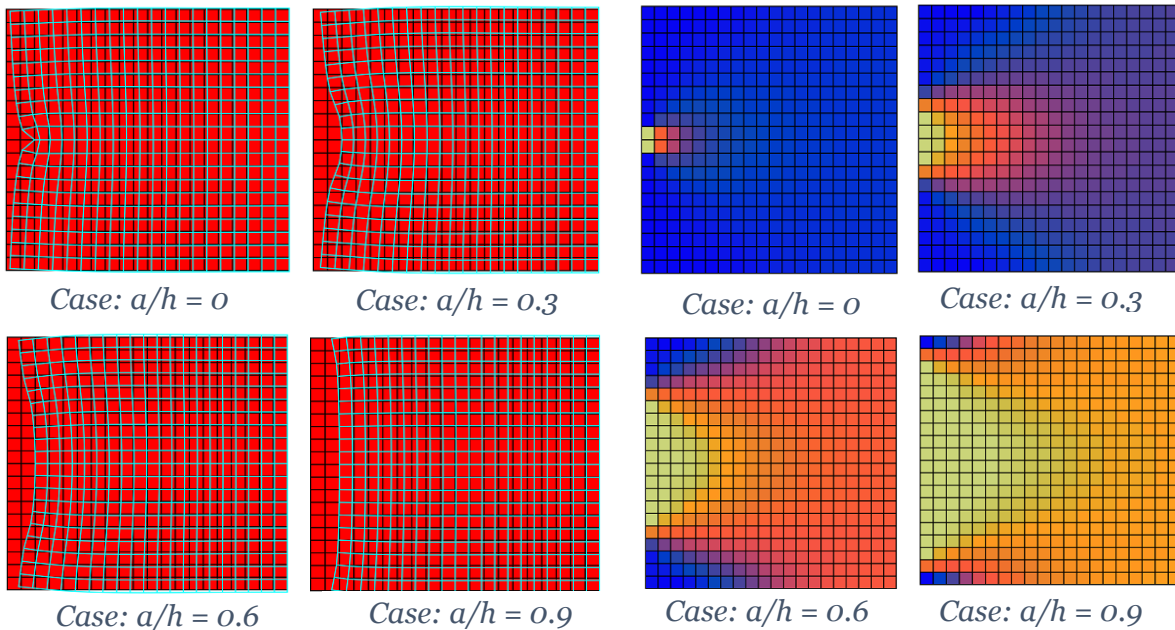 Case: a/h = 0
Case: a/h = 0.3
Case: a/h = 0
Case: a/h = 0.3
Case: a/h = 0.6
Case: a/h = 0.9
Case: a/h = 0.6
Case: a/h = 0.9